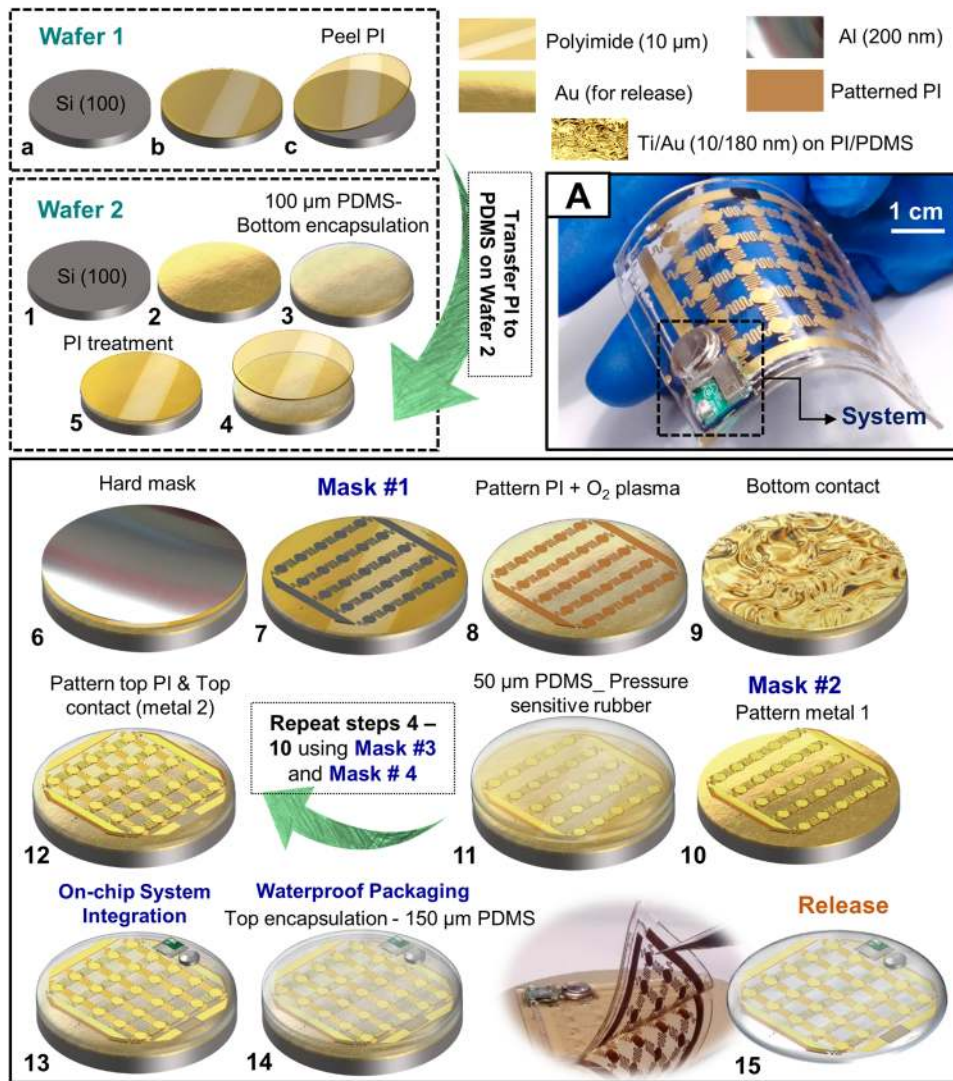 Wafer 1
Peel PI
Si (100)
a
b
c
Polyimide (10 µm)
Al (200 nm)
Au (for release)
Patterned PI
Ti/Au (10/180 nm) on PI/PDMS
Wafer 2
100 µm PDMS-
Bottom encapsulation
Si (100)
1
2
3
PI treatment
5
4
Transfer PI to
PDMS on Wafer 2
A
1 cm
System
Hard mask
Mask #1
Pattern PI + O₂ plasma
Bottom contact
6
7
8
9
Pattern top PI & Top
contact (metal 2)
Repeat steps 4 –
10 using Mask #3
and Mask # 4
50 µm PDMS_ Pressure
sensitive rubber
Mask #2
Pattern metal 1
12
11
10
On-chip System
Integration
Waterproof Packaging
Top encapsulation - 150 µm PDMS
Release
13
14
15